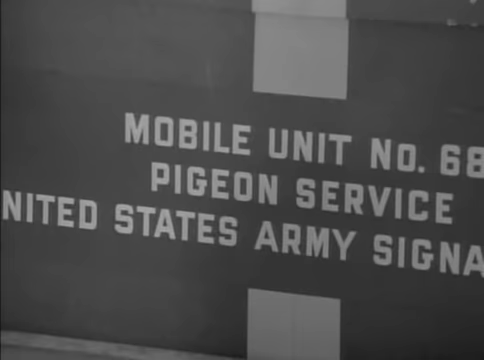 MOBILE UNIT NO. 68
PIGEON SERVICE
NITED STATES ARMY SIGNA